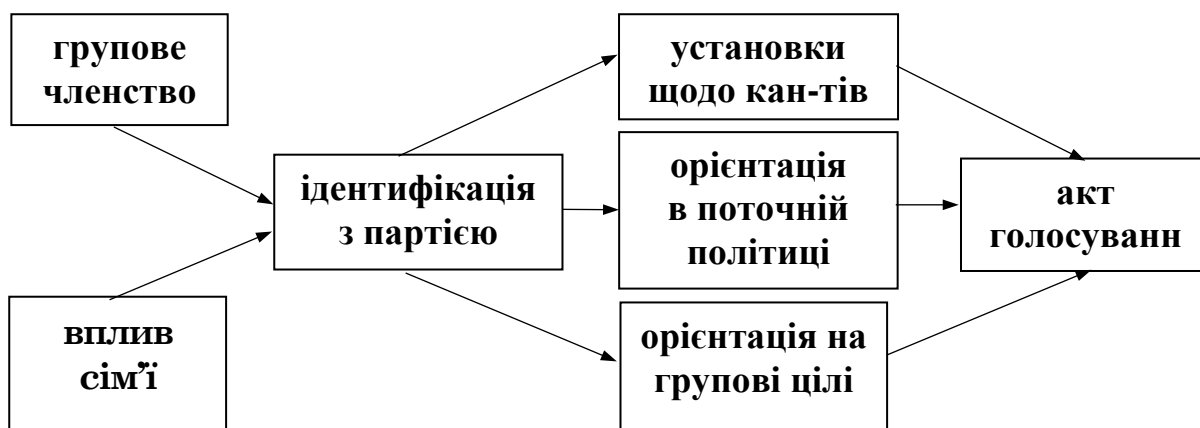 групове
членство
вплив
сім’ї
ідентифікація
з партією
установки
щодо кан-тів
орієнтація
в поточній
політиці
орієнтація на
групові цілі
акт
голосуванн